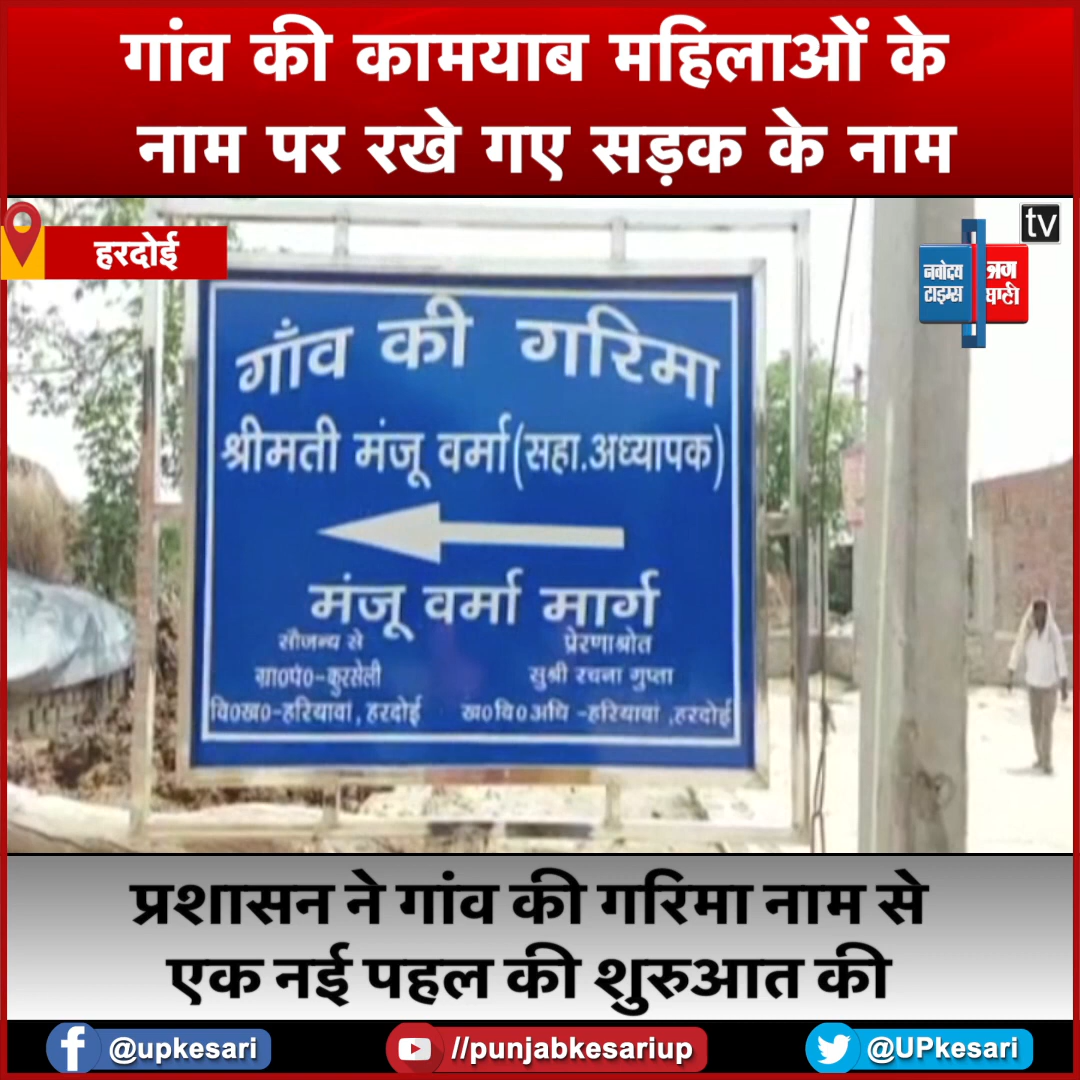 गांव की कामयाब महिलाओं के
नाम पर रखे गए सड़क के नाम
हरदोई
tv
नवोदय
टाइम्स
जग
बाणी
गाँव की गरिमा
श्रीमती मंजू वर्मा(सहा.अध्यापक)
मंजू वर्मा मार्ग
सौजन्य से
प्रेरणाश्रोत
ग्रा0पं0-कुरसेली
सुश्री रचना गुप्ता
वि0ख0-हरियावां, हरदोई
ख0वि0अधि -हरियावां ,हरदोई
प्रशासन ने गांव की गरिमा नाम से
एक नई पहल की शुरुआत की
@upkesari
//punjabkesariup
@UPkesari